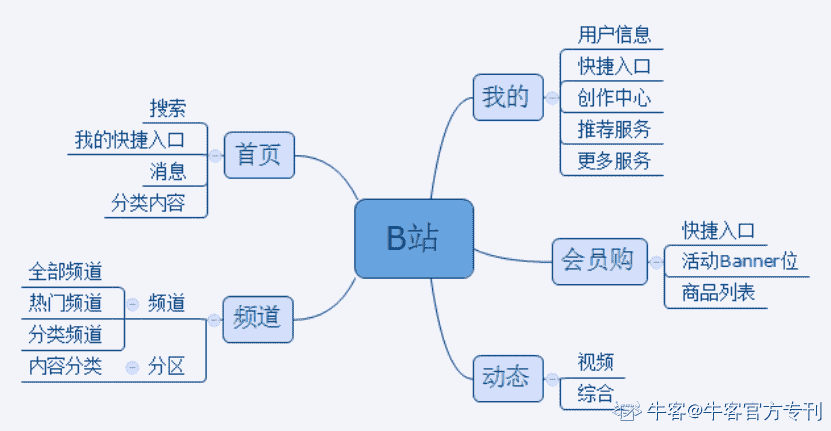 B站
首页
搜索
我的快捷入口
消息
分类内容
频道
频道
全部频道
热门频道
分类频道
分区
内容分类
我的
用户信息
快捷入口
创作中心
推荐服务
更多服务
会员购
快捷入口
活动Banner位
商品列表
动态
视频
综合
牛客@牛客官方专刊